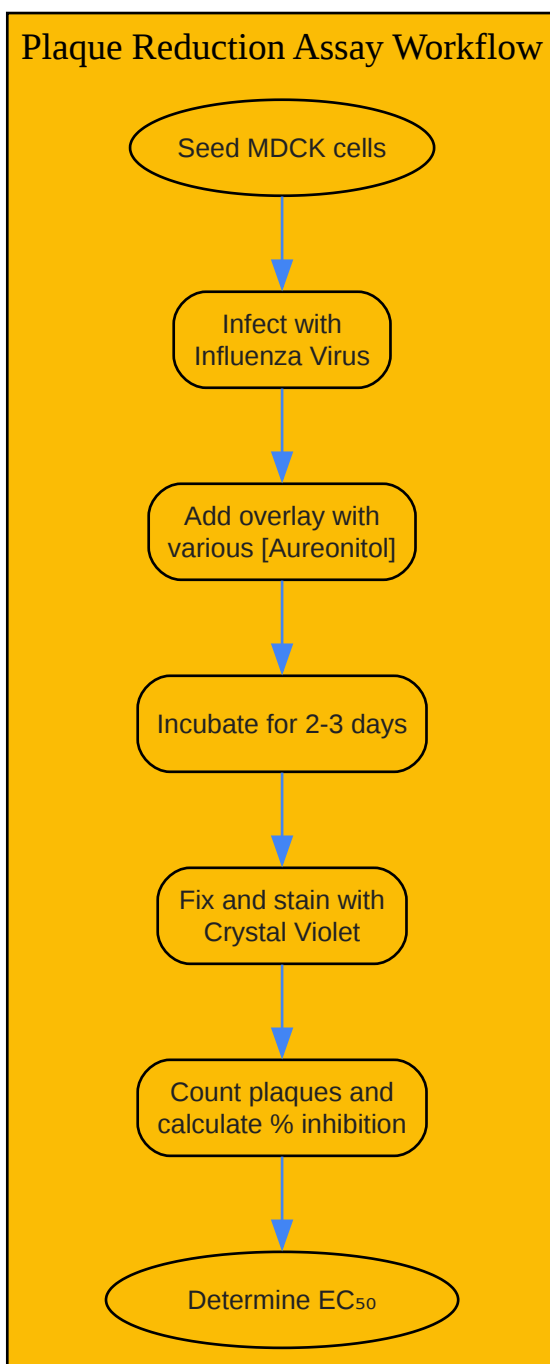 Plaque Reduction Assay Workflow
Seed MDCK cells
Infect with
Influenza Virus
Add overlay with
various [Aureonitol]
Incubate for 2-3 days
Fix and stain with
Crystal Violet
Count plaques and
calculate % inhibition
Determine EC₅₀